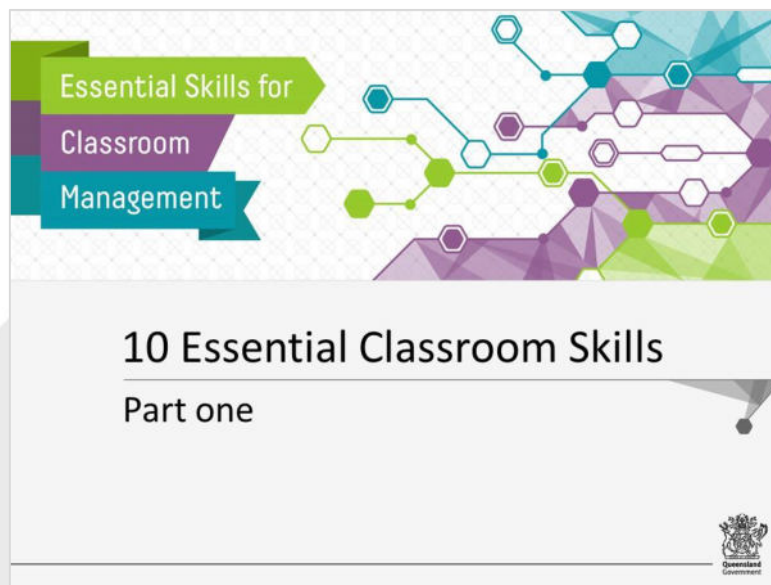 Essential Skills for
Classroom
Management
10 Essential Classroom Skills
Part one
Queensland
Government